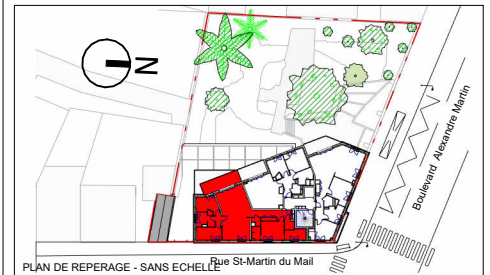 N
Boulevard Alexandre Martin
Rue St-Martin du Mail
PLAN DE REPERAGE - SANS ECHELLE